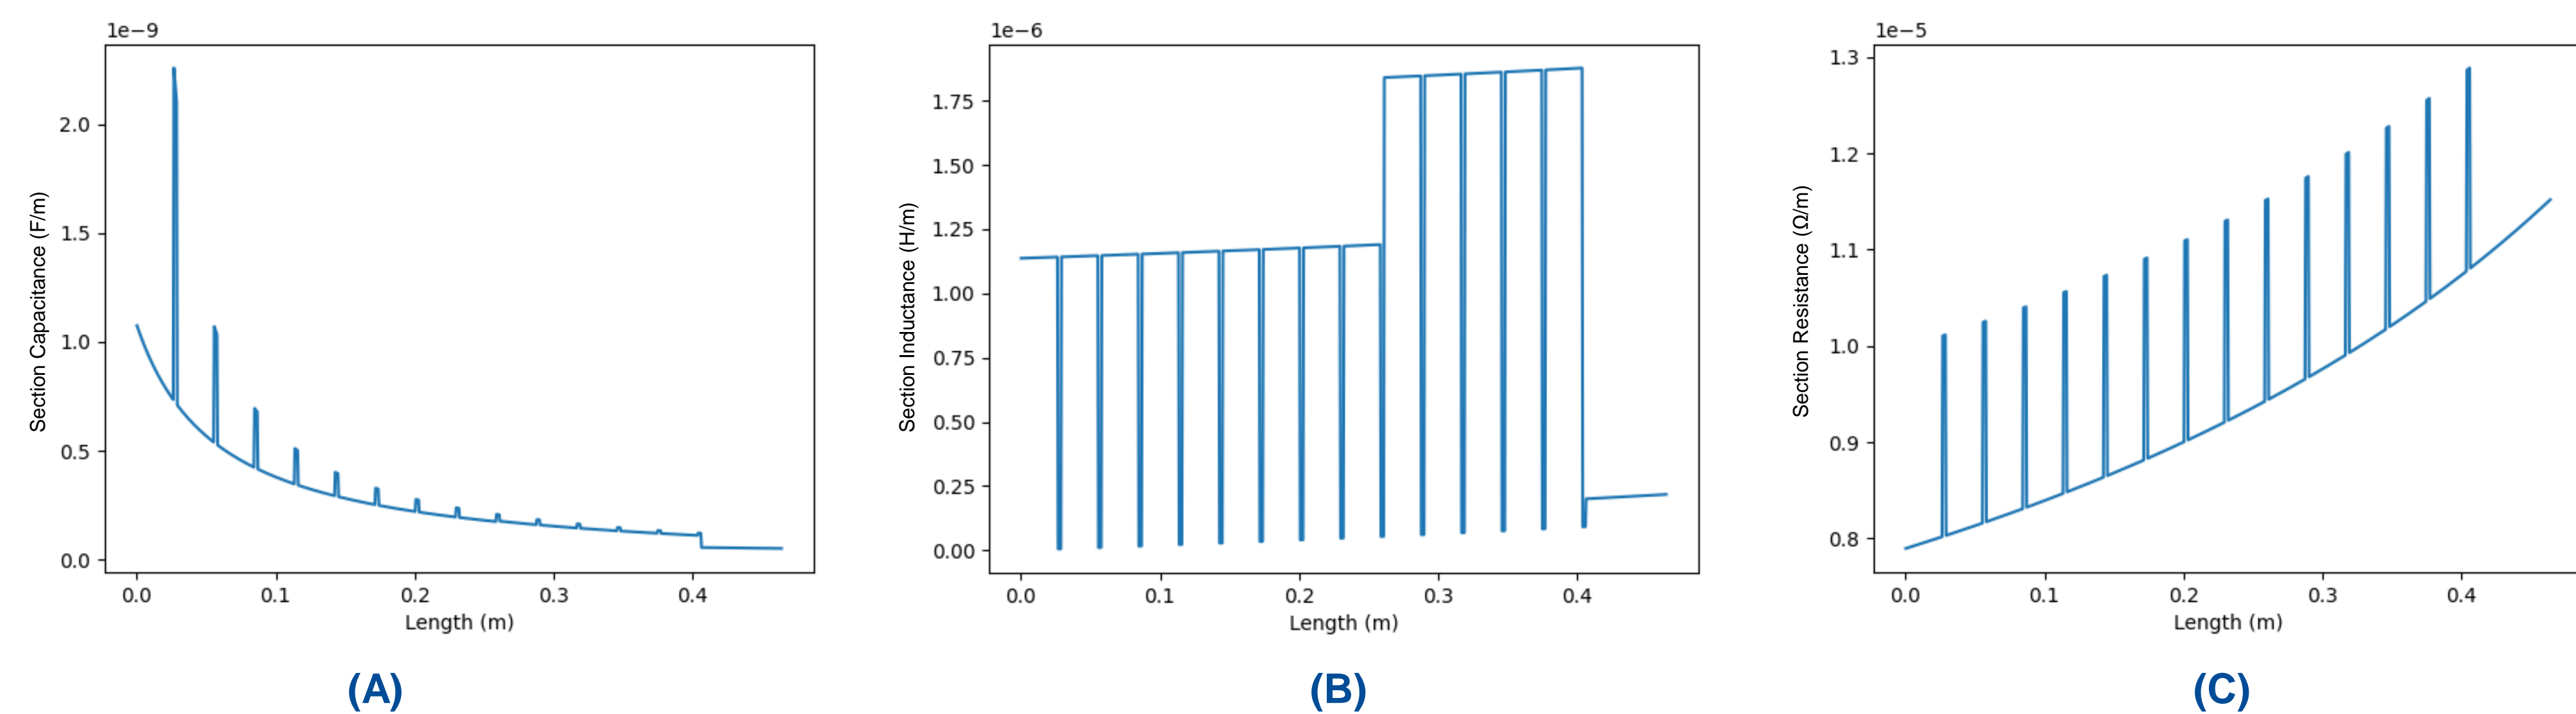 1e−9
Section Capacitance (F/m)
2.0
1.5
1.0
0.5
0.0
0.0 0.1 0.2 0.3 0.4
Length (m)
(A)
1e−6
Section Inductance (H/m)
1.75
1.50
1.25
1.00
0.75
0.50
0.25
0.00
0.0 0.1 0.2 0.3 0.4
Length (m)
(B)
1e−5
Section Resistance (Ω/m)
1.3
1.2
1.1
1.0
0.9
0.8
0.0 0.1 0.2 0.3 0.4
Length (m)
(C)